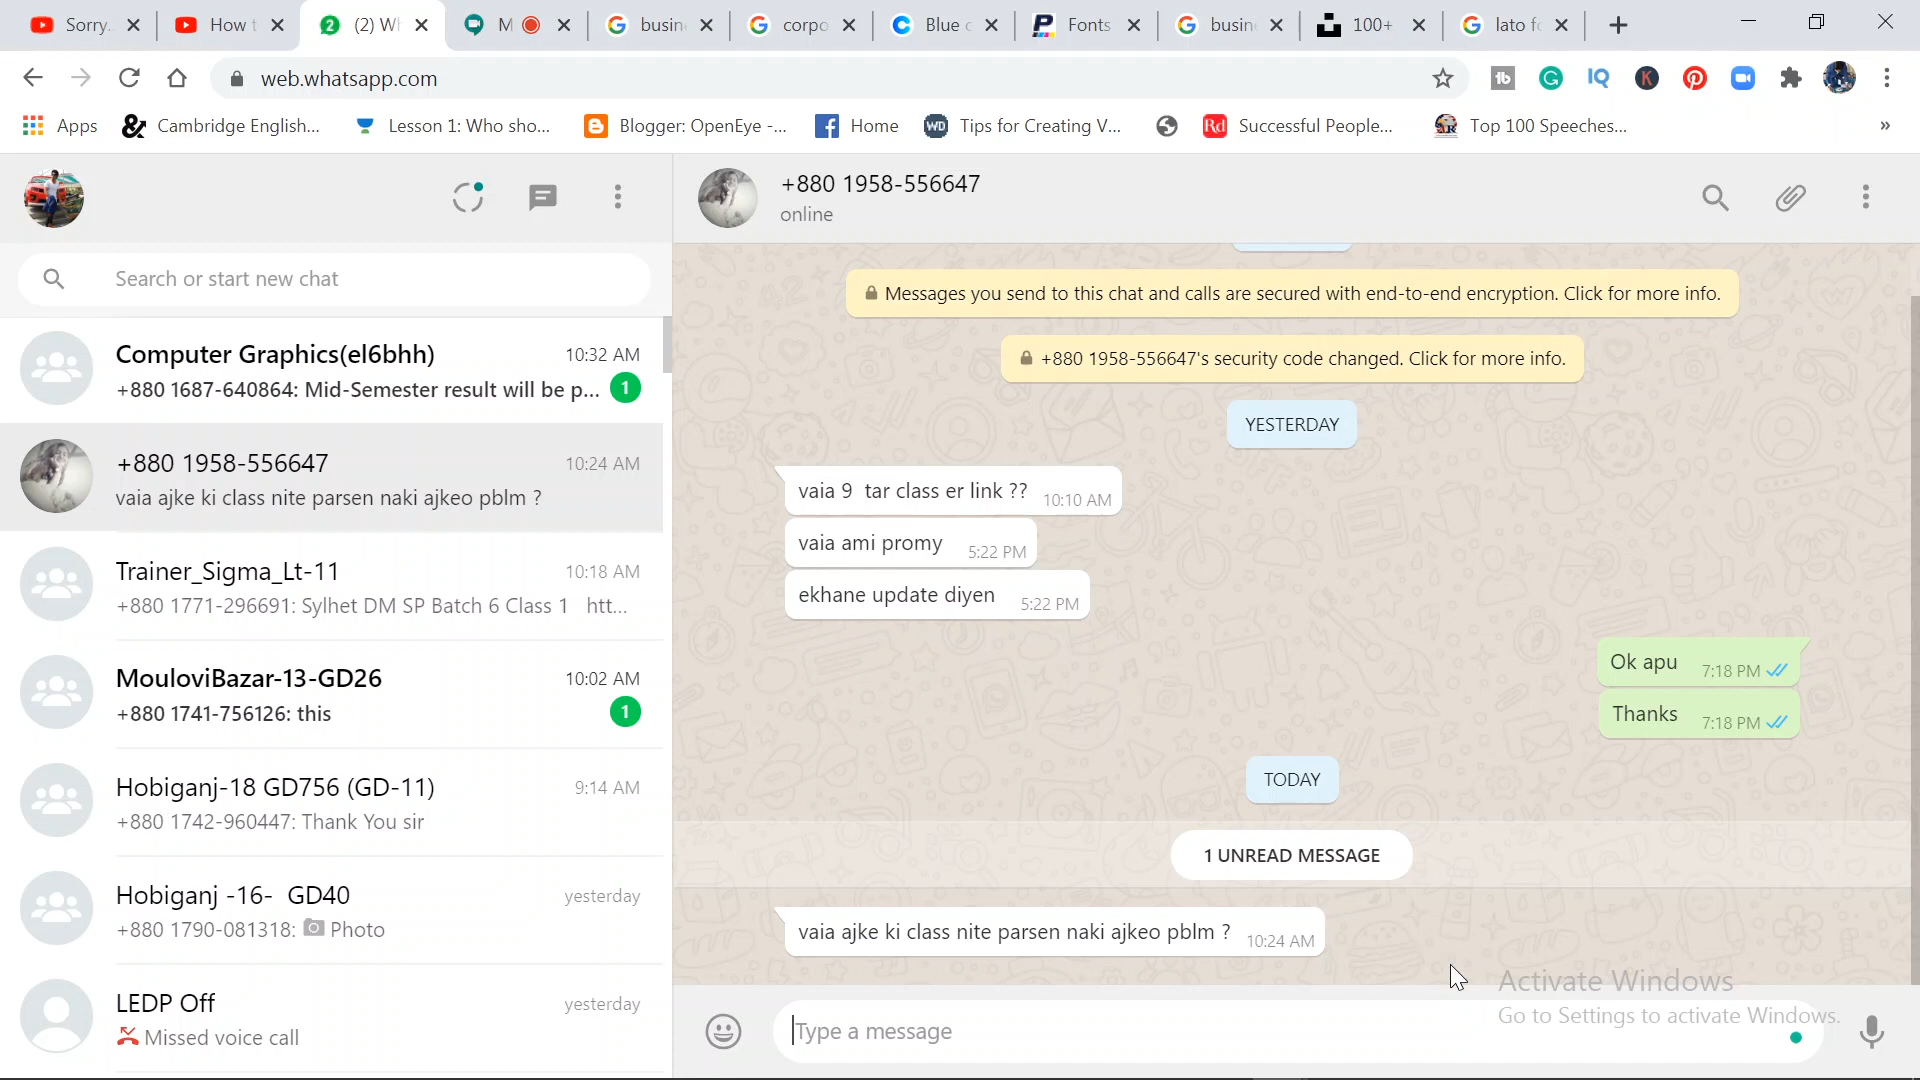 Sorry.
How t
(2) W
M
busin
corpo
Blue c
Fonts
busin
100+
lato fo
web.whatsapp.com
Apps
Cambridge English...
Lesson 1: Who sho...
Blogger: OpenEye -...
Home
Tips for Creating V...
Successful People...
Top 100 Speeches...
»
Search or start new chat
Computer Graphics(el6bhh)
10:32 AM
+880 1687-640864: Mid-Semester result will be p...
1
+880 1958-556647
10:24 AM
vaia ajke ki class nite parsen naki ajkeo pblm ?
Trainer_Sigma_Lt-11
10:18 AM
+880 1771-296691: Sylhet DM SP Batch 6 Class 1 htt...
MouloviBazar-13-GD26
10:02 AM
+880 1741-756126: this
1
Hobiganj-18 GD756 (GD-11)
9:14 AM
+880 1742-960447: Thank You sir
Hobiganj -16- GD40
yesterday
+880 1790-081318: Photo
LEDP Off
yesterday
Missed voice call
+880 1958-556647
online
Messages you send to this chat and calls are secured with end-to-end encryption. Click for more info.
+880 1958-556647's security code changed. Click for more info.
YESTERDAY
vaia 9 tar class er link ?? 10:10 AM
vaia ami promy 5:22 PM
ekhane update diyen 5:22 PM
Ok apu 7:18 PM
Thanks 7:18 PM
TODAY
1 UNREAD MESSAGE
vaia ajke ki class nite parsen naki ajkeo pblm ? 10:24 AM
Activate Windows
Go to Settings to activate Windows.
Type a message